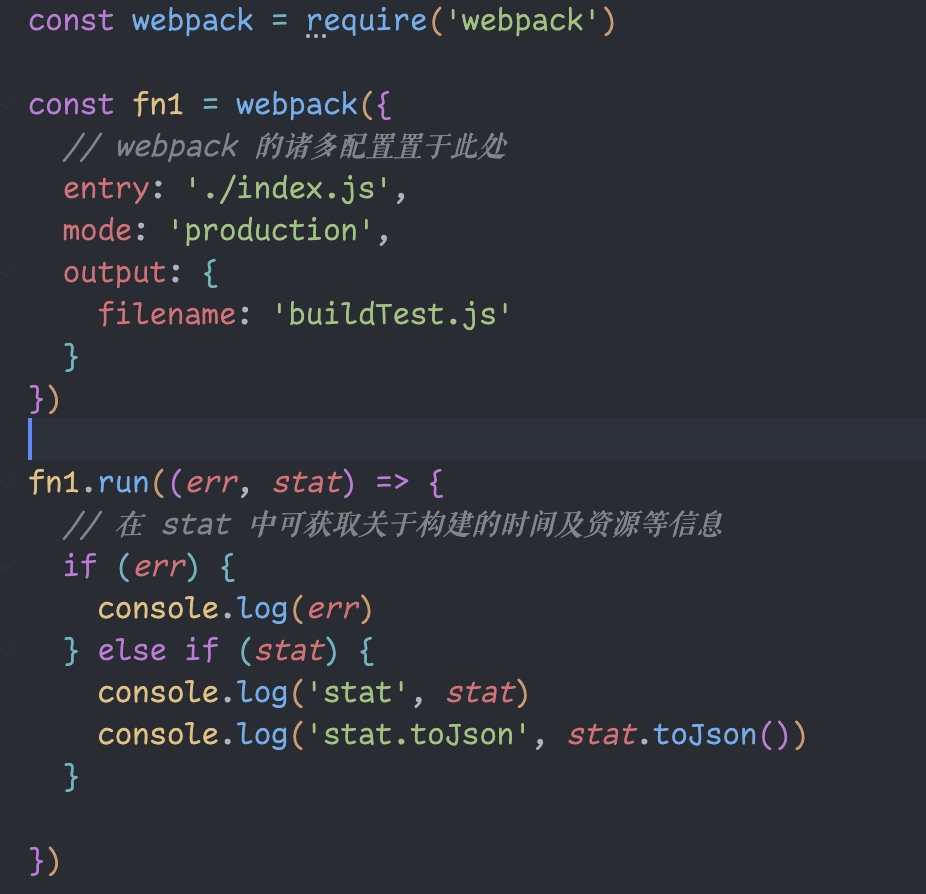 const webpack = require('webpack')
const fn1 = webpack({
// webpack 的诸多配置置于此处
entry: './index.js',
mode: 'production',
output: {
filename: 'buildTest.js'
}
})
fn1.run((err, stat) => {
// 在 stat 中可获取关于构建的时间及资源等信息
if (err) {
console.log(err)
} else if (stat) {
console.log('stat', stat)
console.log('stat.toJson', stat.toJson())
}
})